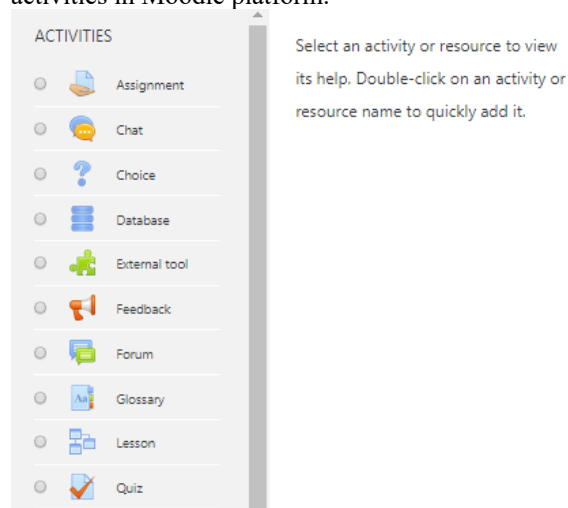 activities in Moodle platform.
ACTIVITIES
Assignment
Chat
Choice
Database
External tool
Feedback
Forum
Glossary
Lesson
Quiz
Select an activity or resource to view
its help. Double-click on an activity or
resource name to quickly add it.